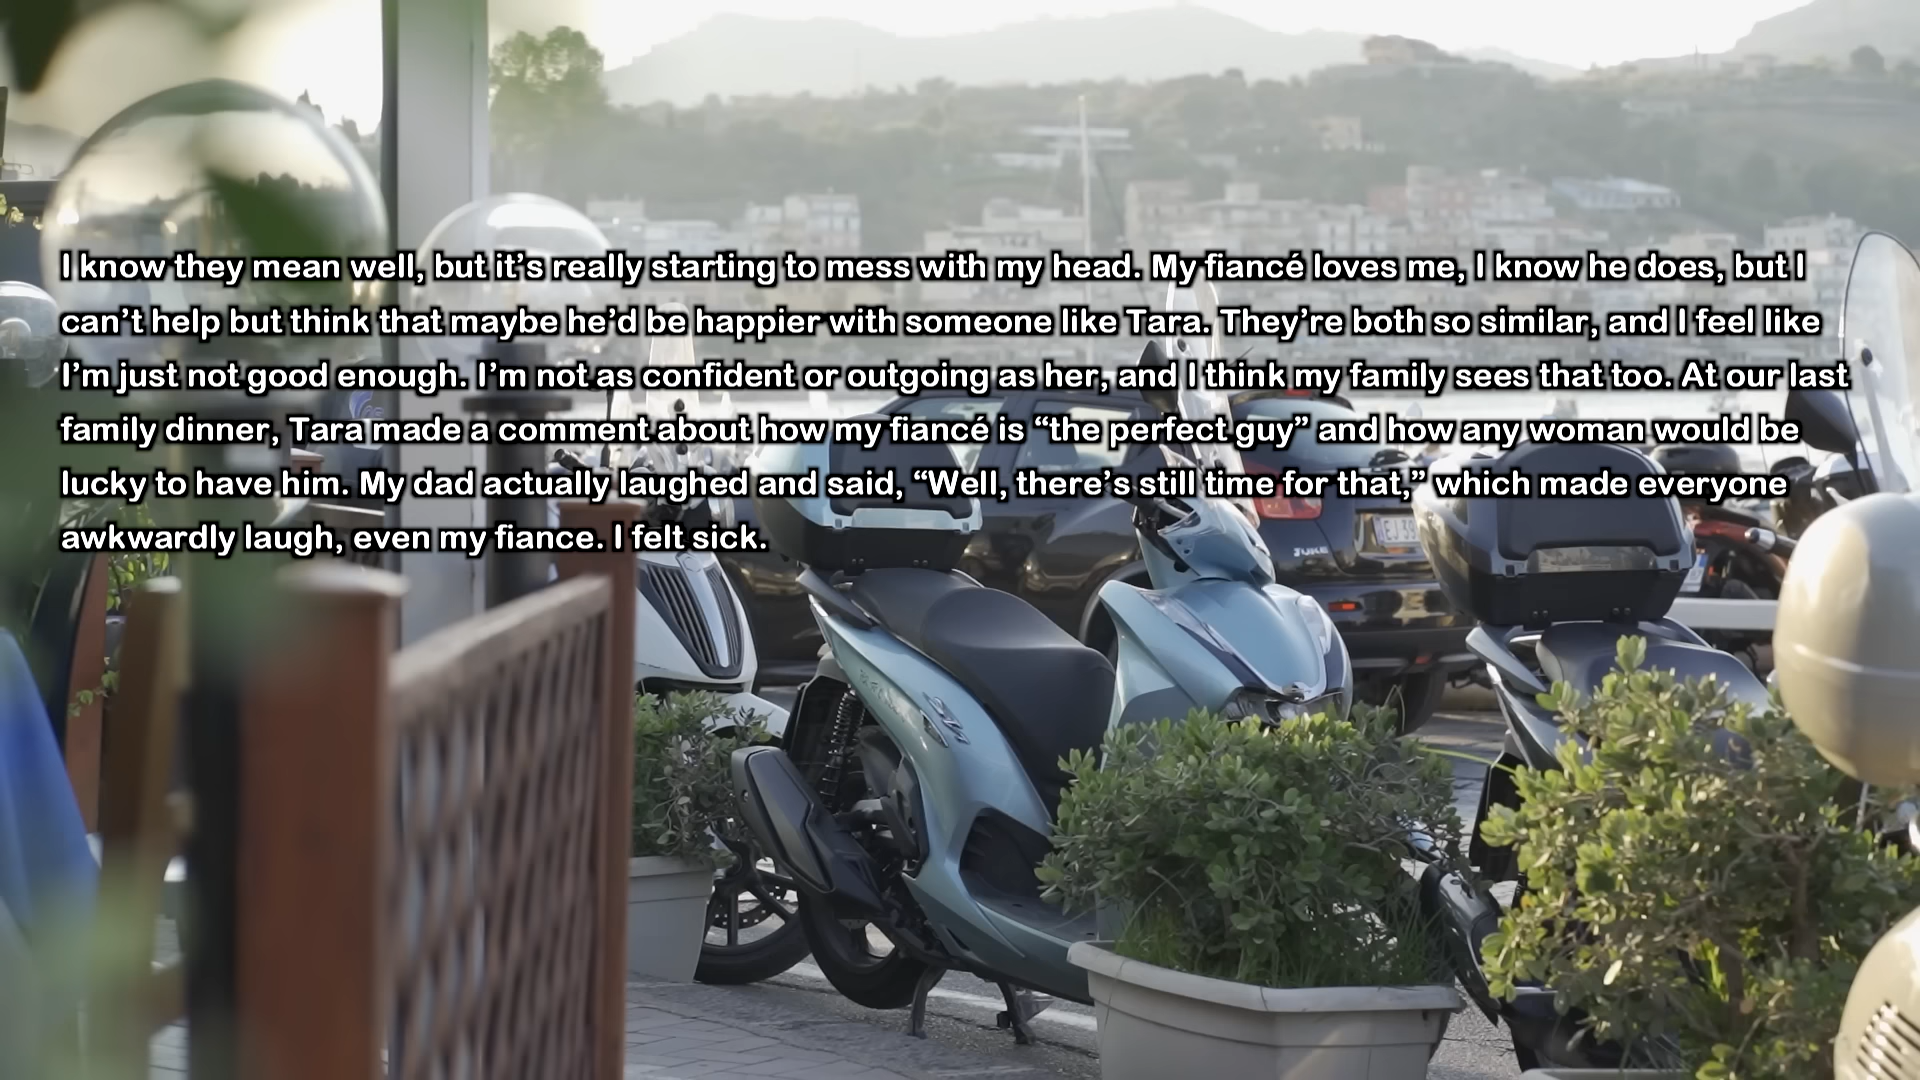 I know they mean well, but it’s really starting to mess with my head. My fiancé loves me, I know he does, but I
can’t help but think that maybe he’d be happier with someone like Tara. They’re both so similar, and I feel like
I’m just not good enough. I’m not as confident or outgoing as her, and I think my family sees that too. At our last
family dinner, Tara made a comment about how my fiancé is “the perfect guy” and how any woman would be
lucky to have him. My dad actually laughed and said, “Well, there’s still time for that,” which made everyone
awkwardly laugh, even my fiance. I felt sick.
JUKE